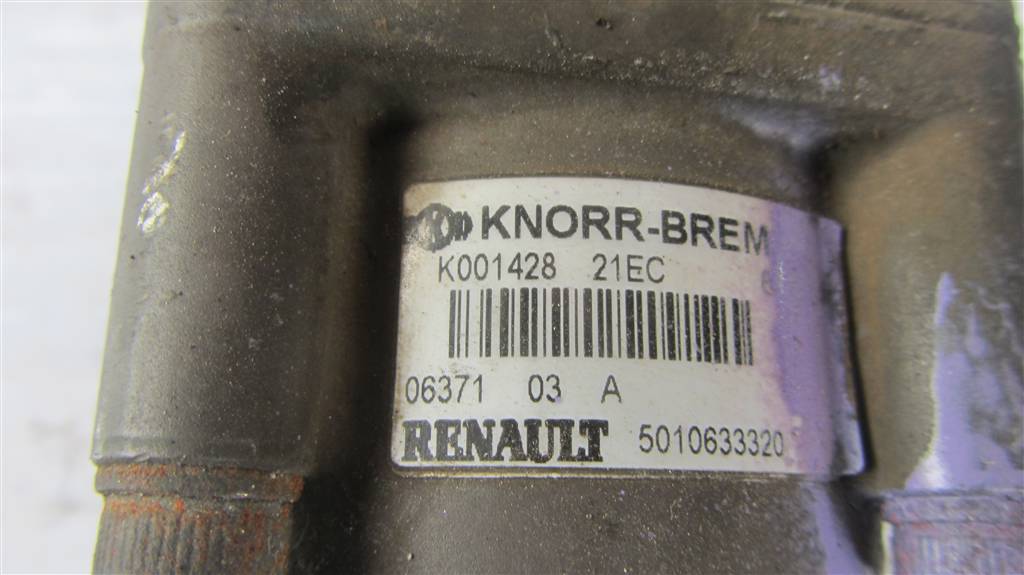 KNORR-BREM
K001428 21EC
06371 03 A
RENAULT 5010633320